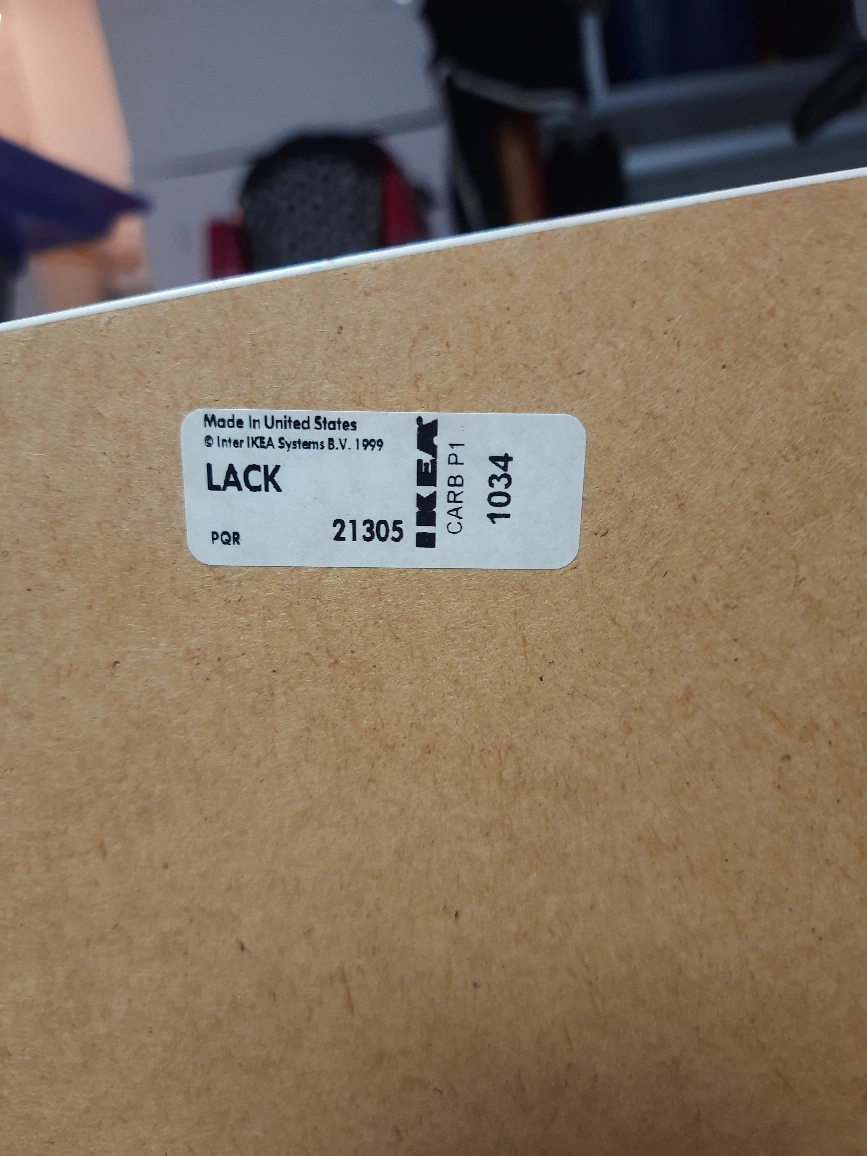 Made in United States
© Inter IKEA Systems B.V. 1999
LACK
PQR
21305
IKEA
CARB P1
1034